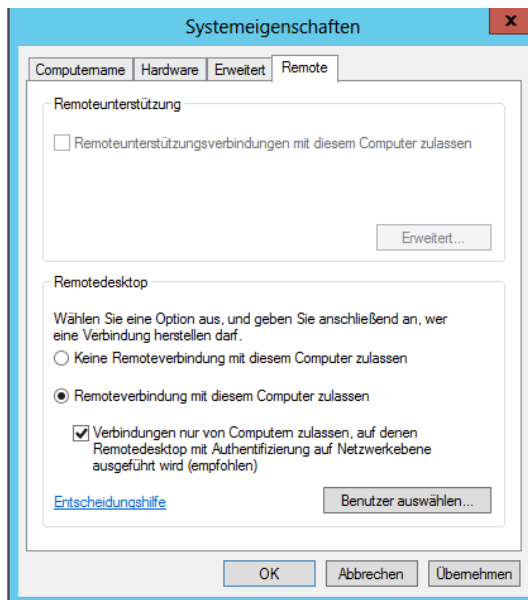 Systemeigenschaften
x
Computername Hardware Erweitert Remote
Remoteunterstützung
Remoteunterstützungsverbindungen mit diesem Computer zulassen
Erweitert...
Remotedesktop
Wählen Sie eine Option aus, und geben Sie anschließend an, wer
eine Verbindung herstellen darf.
Keine Remoteverbindung mit diesem Computer zulassen
Remoteverbindung mit diesem Computer zulassen
Verbindungen nur von Computern zulassen, auf denen
Remotedesktop mit Authentifizierung auf Netzwerkebene
ausgeführt wird (empfohlen)
Entscheidungshilfe Benutzer auswählen...
OK Abbrechen Übernehmen